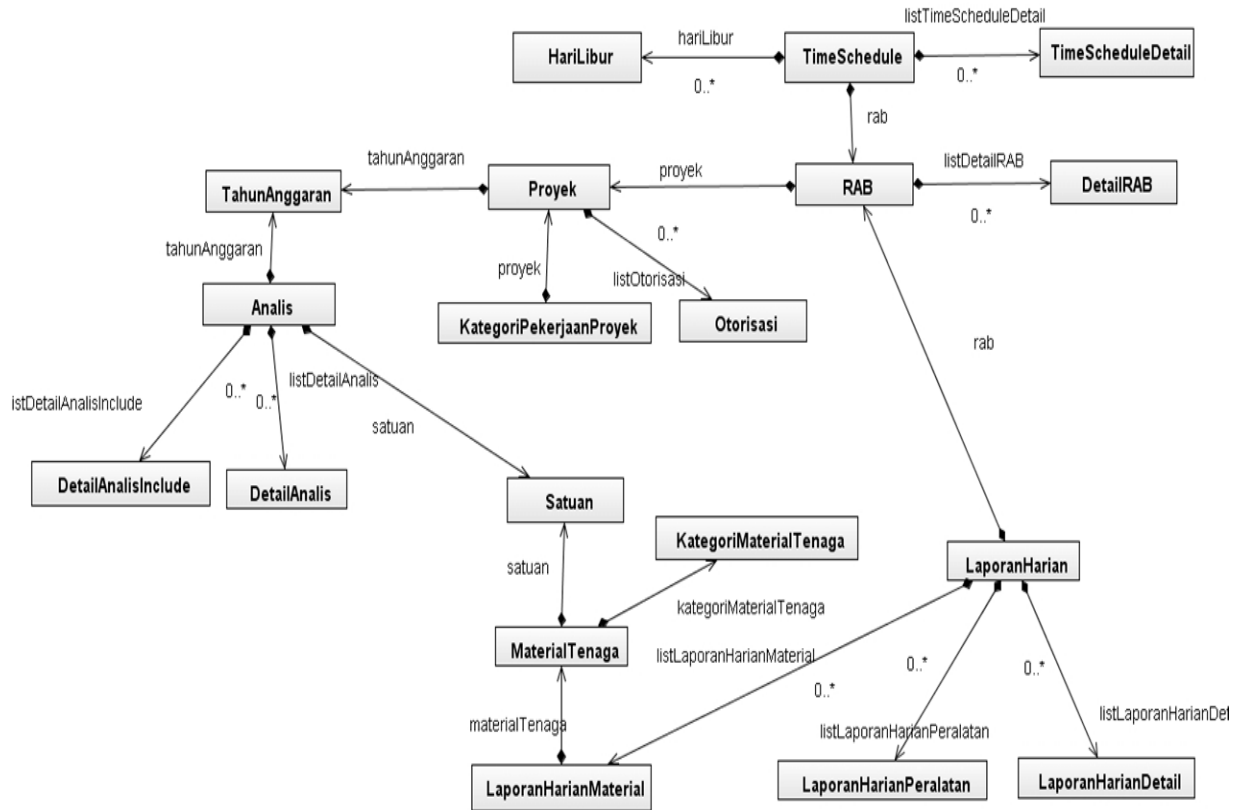 listTimeScheduleDetail
hariLibur
HariLibur
TimeSchedule
TimeScheduleDetail
0..*
0..*
rab
tahunAnggaran
proyek
listDetailRAB
TahunAnggaran
Proyek
RAB
DetailRAB
0..*
0..*
tahunAnggaran
proyek
listOtorisasi
Analis
KategoriPekerjaanProyek
Otorisasi
rab
istDetailAnalisInclude
0..*
0..*
listDetailAnalis
satuan
DetailAnalisInclude
DetailAnalis
Satuan
KategoriMaterialTenaga
LaporanHarian
satuan
kategoriMaterialTenaga
MaterialTenaga
listLaporanHarianMaterial
0..*
0..*
0..*
materialTenaga
listLaporanHarianPeralatan
listLaporanHarianDet
LaporanHarianMaterial
LaporanHarianPeralatan
LaporanHarianDetail